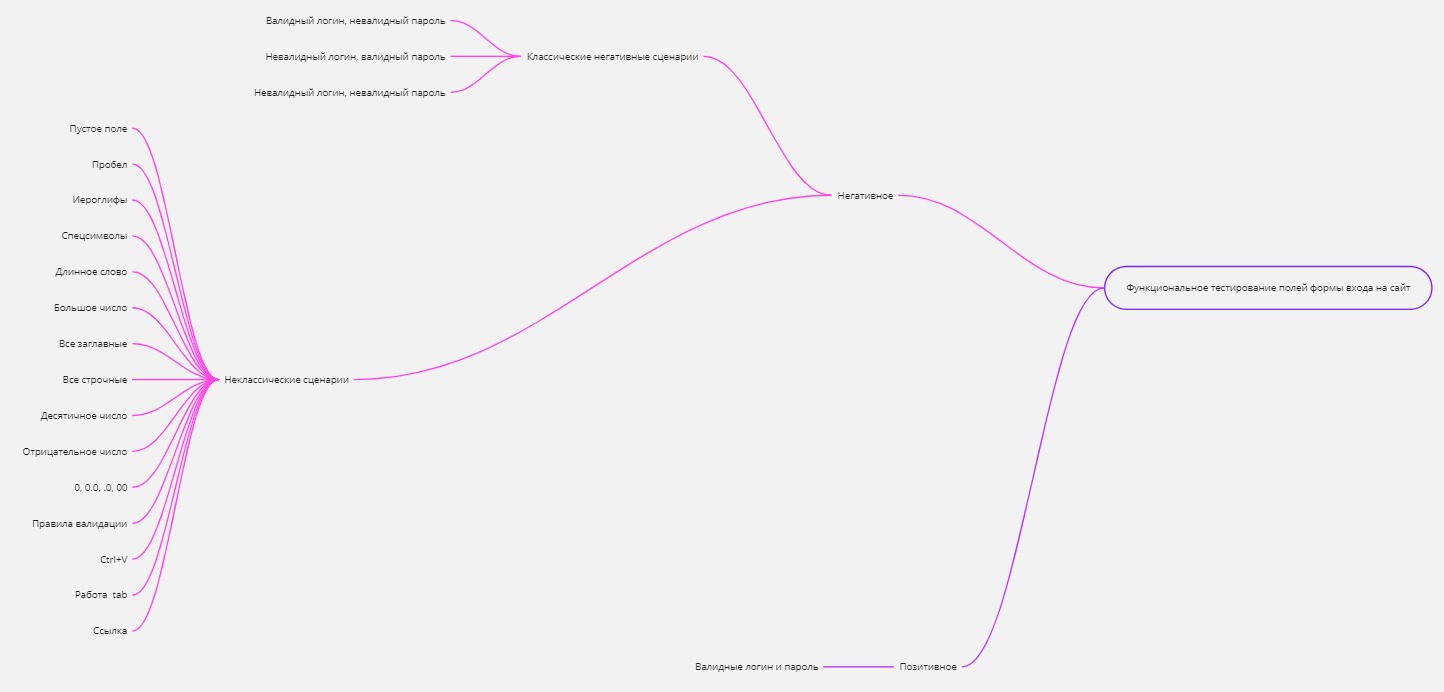 Валидный логин, невалидный пароль
Невалидный логин, валидный пароль
Классические негативные сценарии
Невалидный логин, невалидный пароль
Пустое поле
Пробел
Иероглифы
Негативное
Спецсимволы
Длинное слово
Функциональное тестирование полей формы входа на сайт
Большое число
Все заглавные
Все строчные
Неклассические сценарии
Десятичное число
Отрицательное число
0, 0.0, .0, 00
Правила валидации
Ctrl+V
Работа tab
Ссылка
Валидные логин и пароль
Позитивное